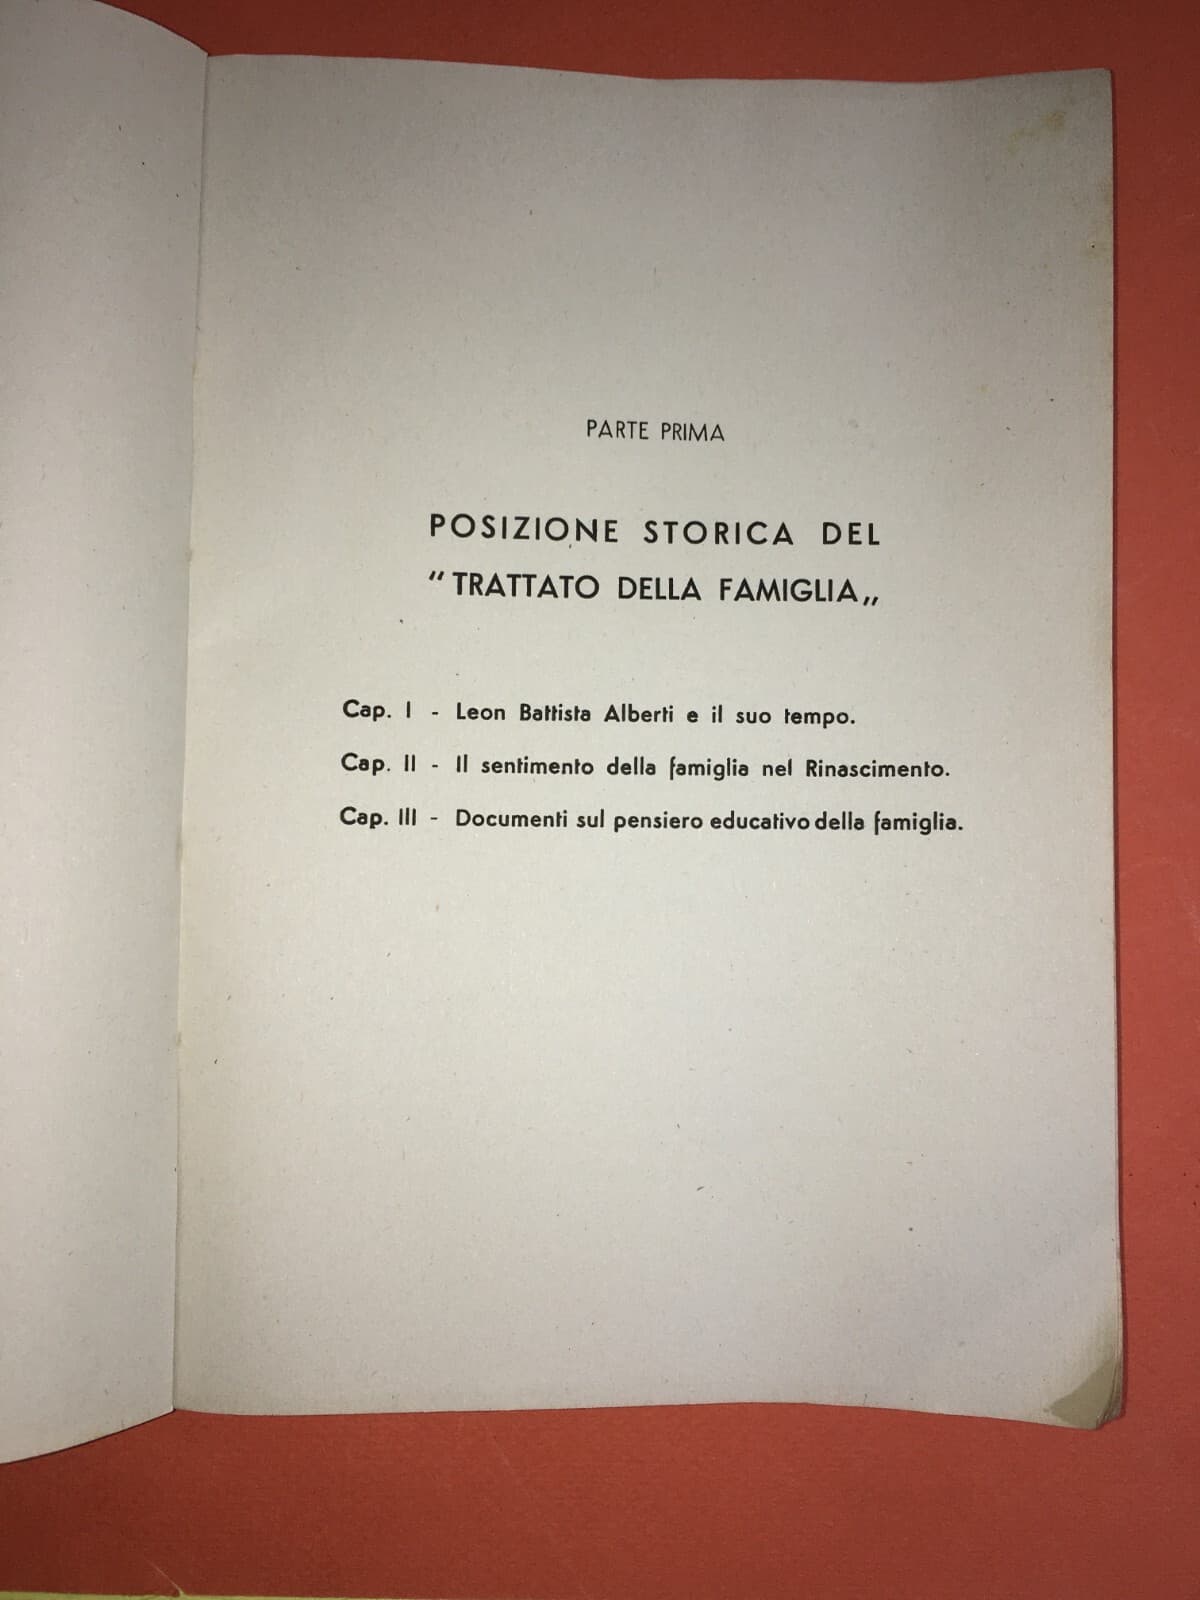 PARTE PRIMA
POSIZIONE STORICA DEL
“ TRATTATO DELLA FAMIGLIA „
Cap. I - Leon Battista Alberti e il suo tempo.
Cap. II - Il sentimento della famiglia nel Rinascimento.
Cap. III - Documenti sul pensiero educativo della famiglia.